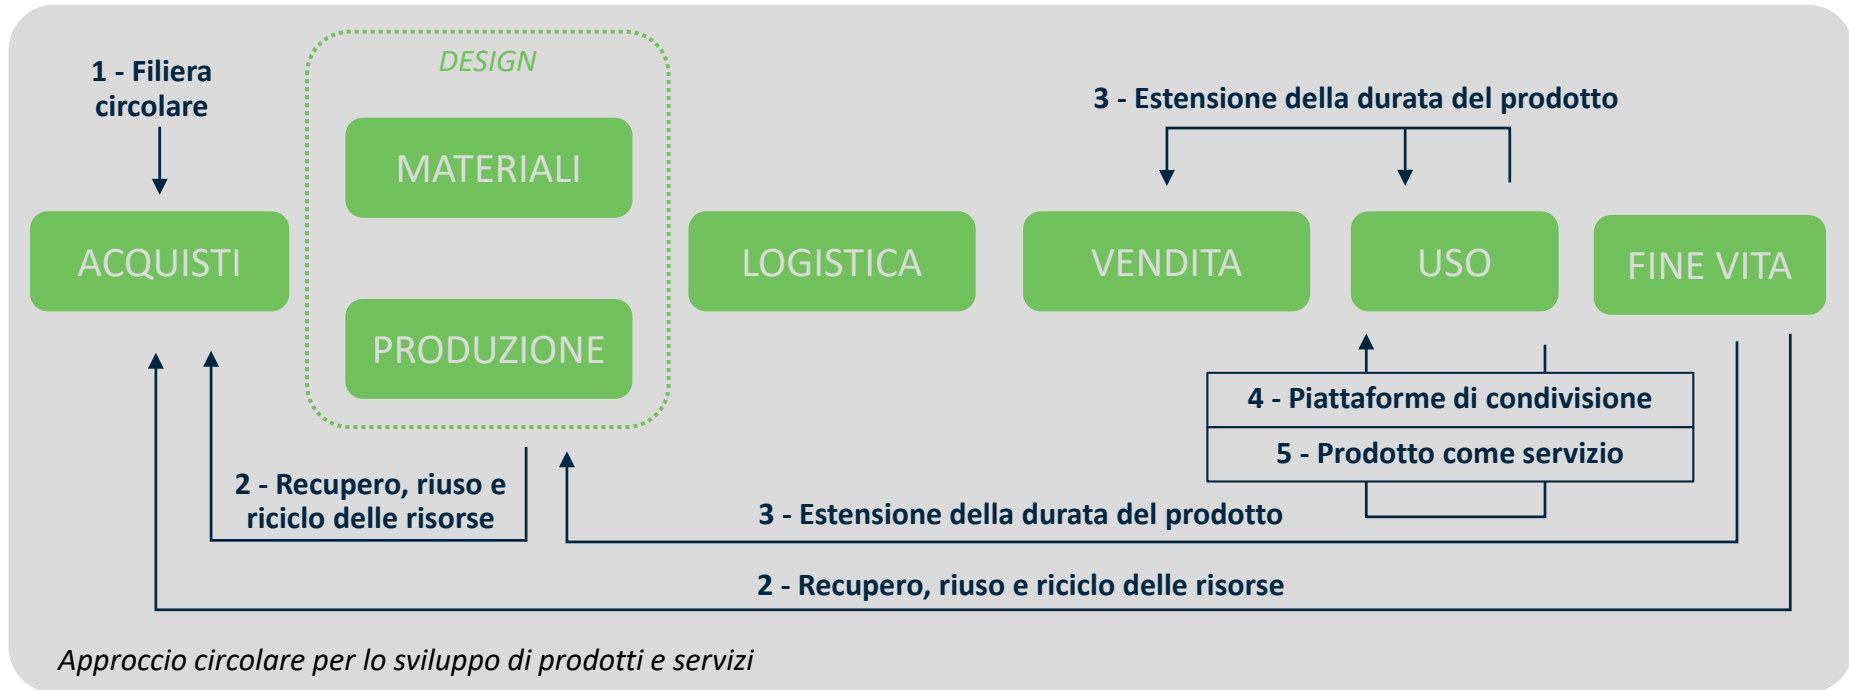 DESIGN
1 - Filiera
circolare
3 - Estensione della durata del prodotto
MATERIALI
ACQUISTI
LOGISTICA
VENDITA
USO
FINE VITA
PRODUZIONE
4 - Piattaforme di condivisione
5 - Prodotto come servizio
2 - Recupero, riuso e
riciclo delle risorse
3 - Estensione della durata del prodotto
2 - Recupero, riuso e riciclo delle risorse
Approccio circolare per lo sviluppo di prodotti e servizi